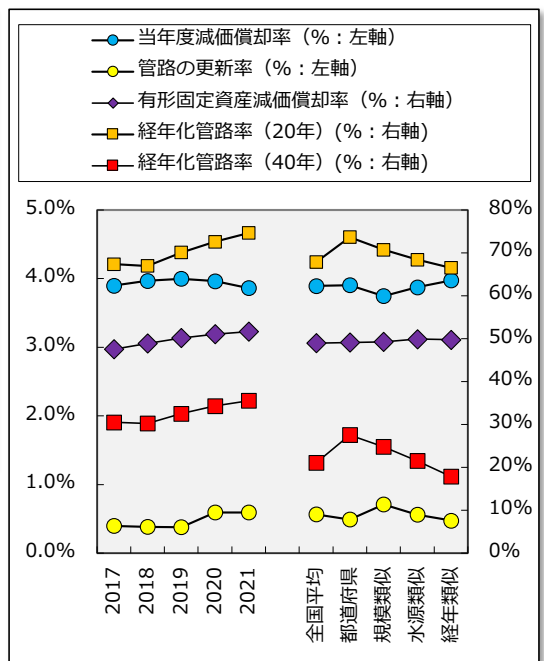 当年度減価償却率（%：左軸）
管路の更新率（%：左軸）
有形固定資産減価償却率（%：右軸）
経年化管路率（20年）(%：右軸)
経年化管路率（40年）(%：右軸)
5.0%
4.0%
3.0%
2.0%
1.0%
0.0%
80%
70%
60%
50%
40%
30%
20%
10%
0%
2017
2018
2019
2020
2021
全国平均
都道府県
規模類似
水源類似
経年類似